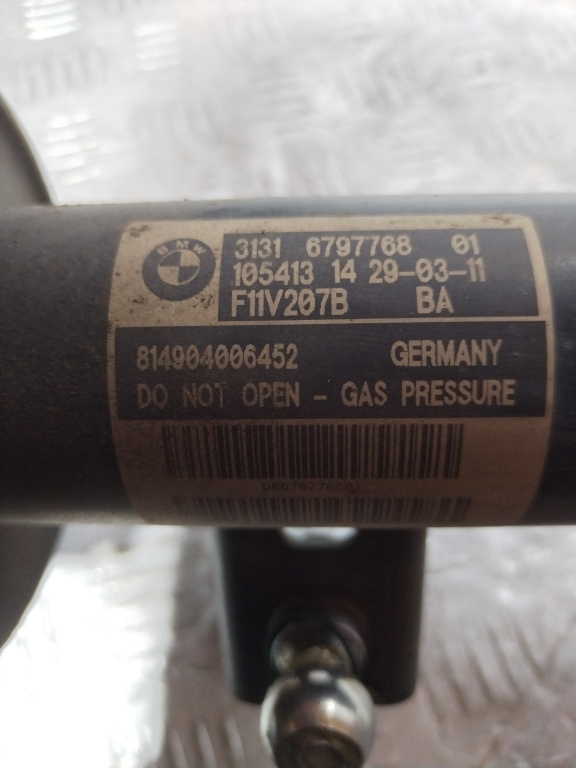 BMW
3131 6797768 01
105413 14 29-03-11
F11V207B BA
814904006452 GERMANY
DO NOT OPEN - GAS PRESSURE